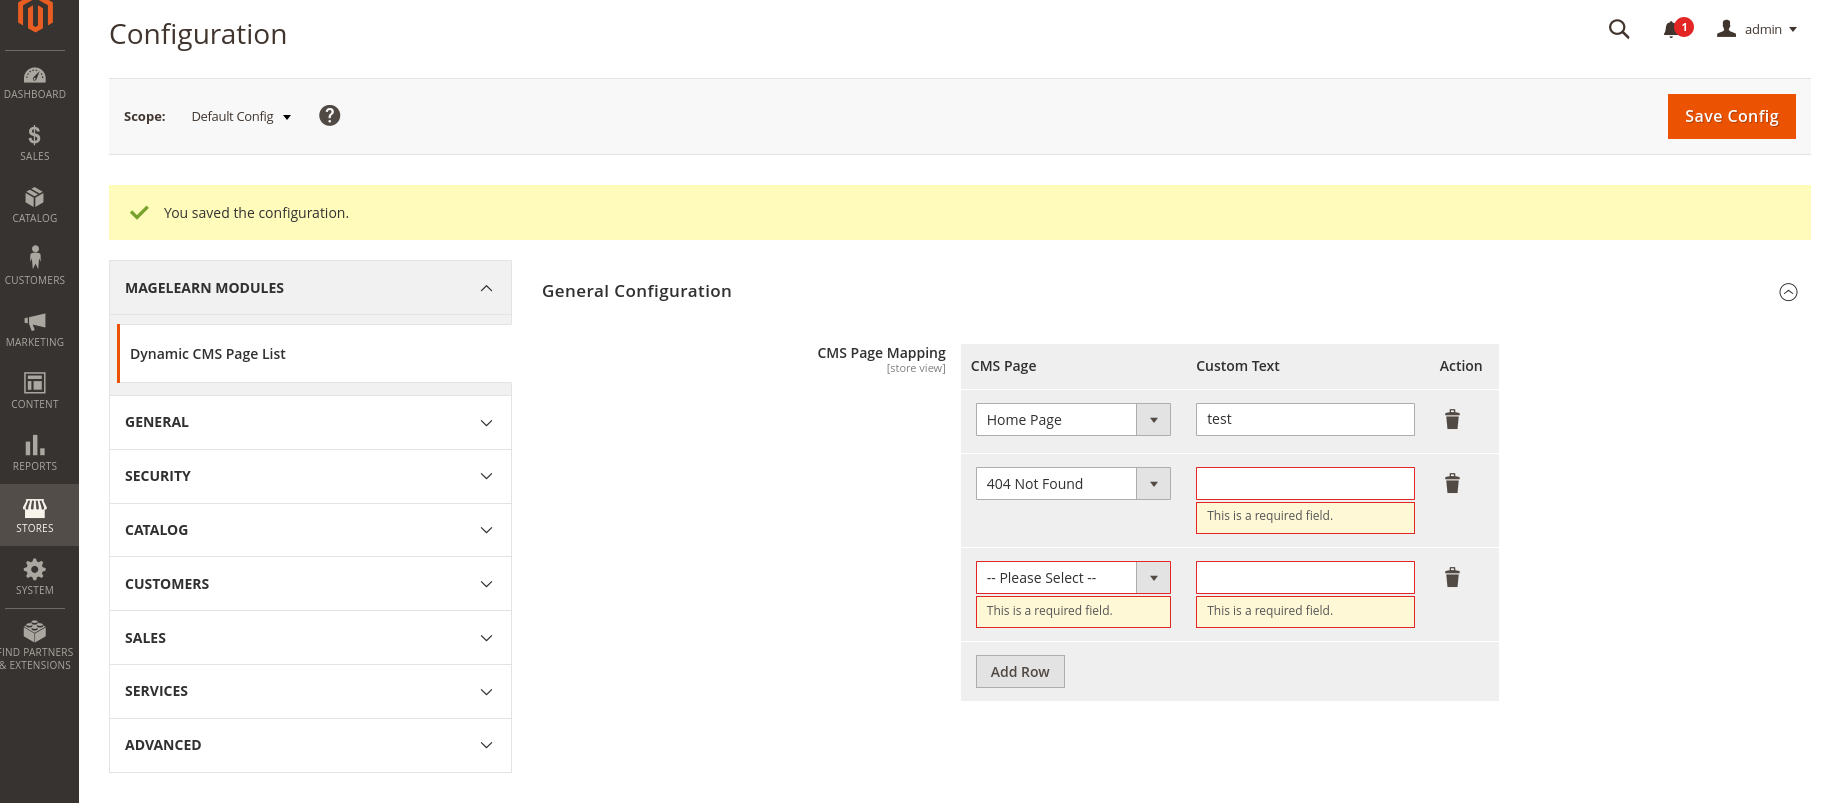 Configuration
1
admin
Scope:
Default Config
?
Save Config
You saved the configuration.
DASHBOARD
SALES
CATALOG
CUSTOMERS
MARKETING
CONTENT
REPORTS
STORES
SYSTEM
FIND PARTNERS
& EXTENSIONS
MAGELEARN MODULES
Dynamic CMS Page List
GENERAL
SECURITY
CATALOG
CUSTOMERS
SALES
SERVICES
ADVANCED
General Configuration
CMS Page Mapping
[store view]
CMS Page
Custom Text
Action
Home Page
test
404 Not Found
This is a required field.
-- Please Select --
This is a required field.
This is a required field.
Add Row